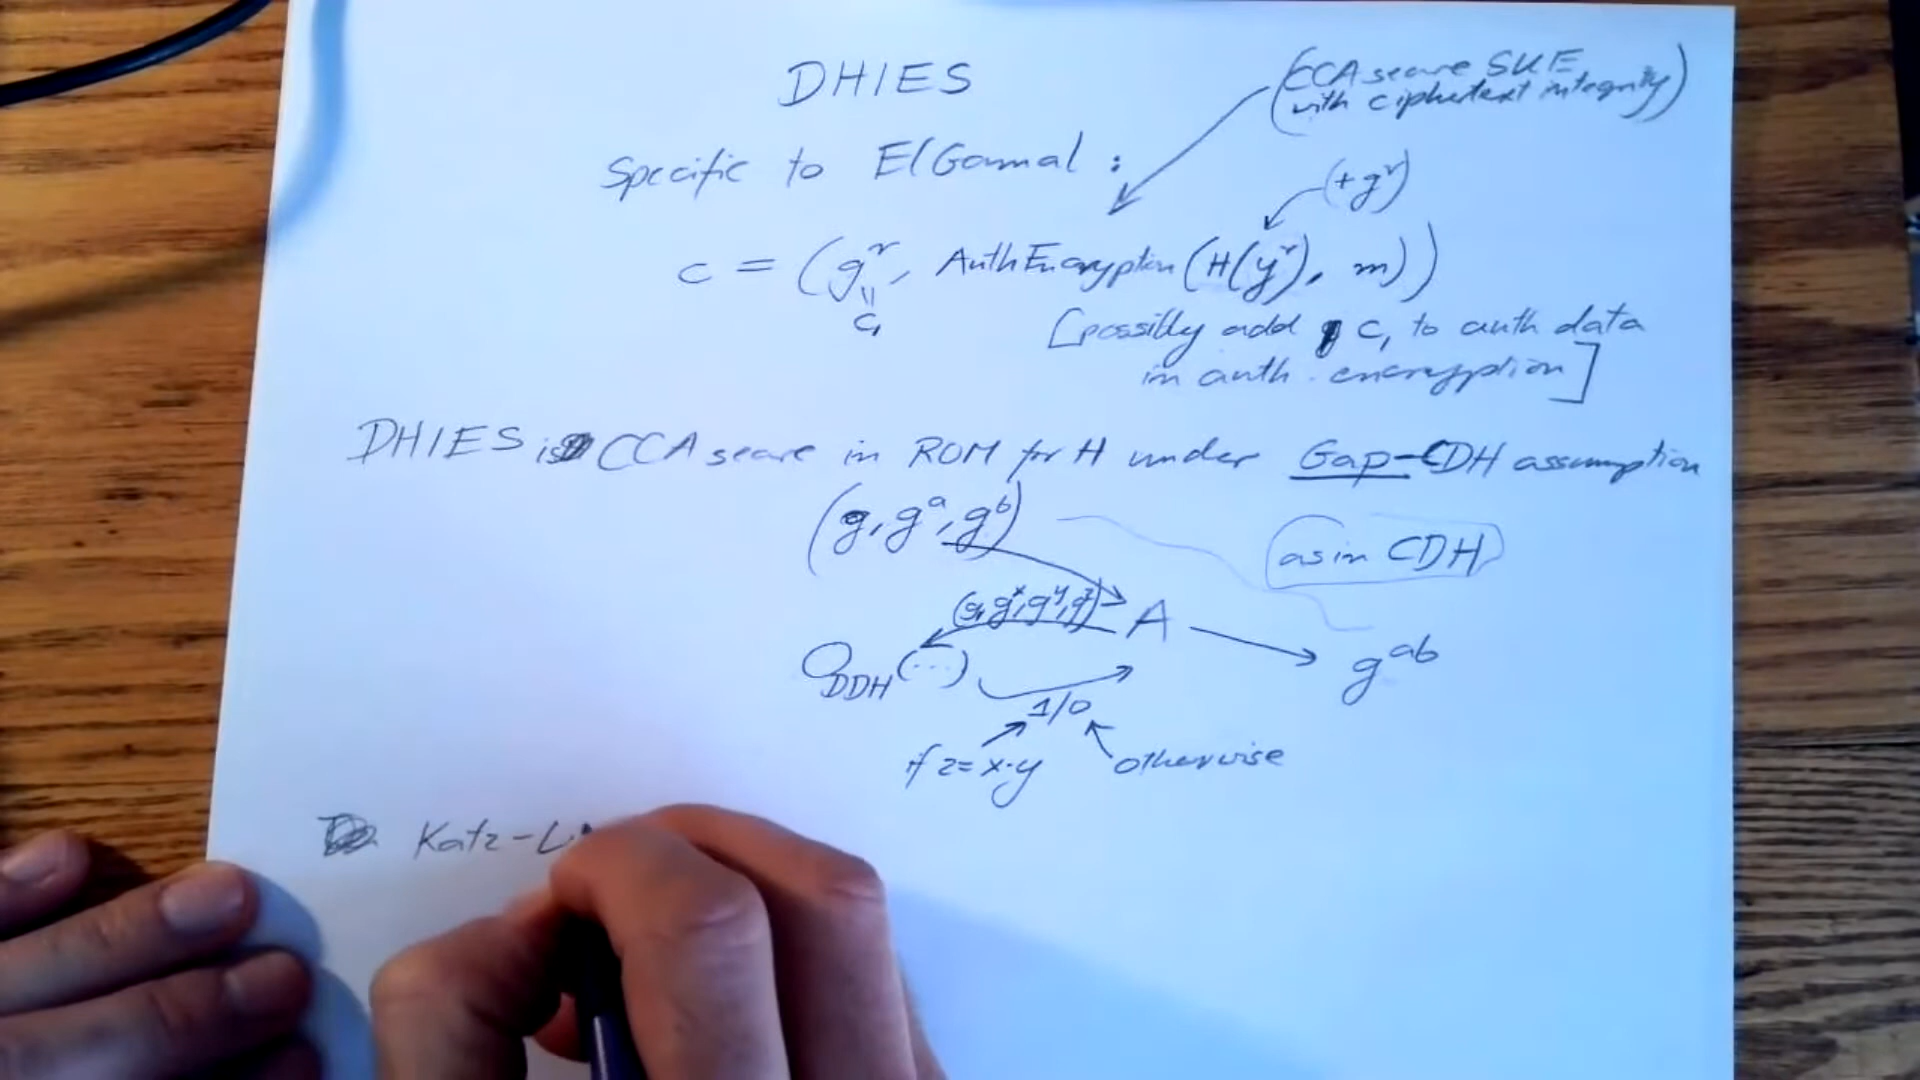 DHIES
(CCA secure SKE
with ciphertext integrity)
Specific to ElGamal :
(+g^r)
c = (g^r, AuthEncryption(H(y^r), m))
"
c₁
[possibly add c₁ to auth data
in auth. encryption]
DHIES is CCA secure in ROM for H under Gap-CDH assumption
(g, g^a, g^b)
as in CDH
(g, g^x, g^y, g^z)
A
g^ab
O_DDH(...)
1/0
if z=x·y
otherwise
Katz-Li